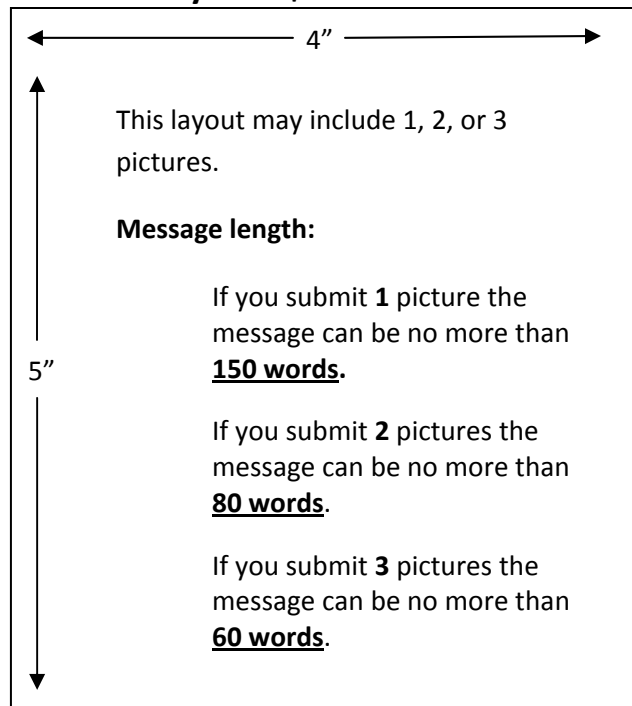 4”
This layout may include 1, 2, or 3
pictures.
Message length:
If you submit 1 picture the
message can be no more than
150 words.
5”
If you submit 2 pictures the
message can be no more than
80 words.
If you submit 3 pictures the
message can be no more than
60 words.